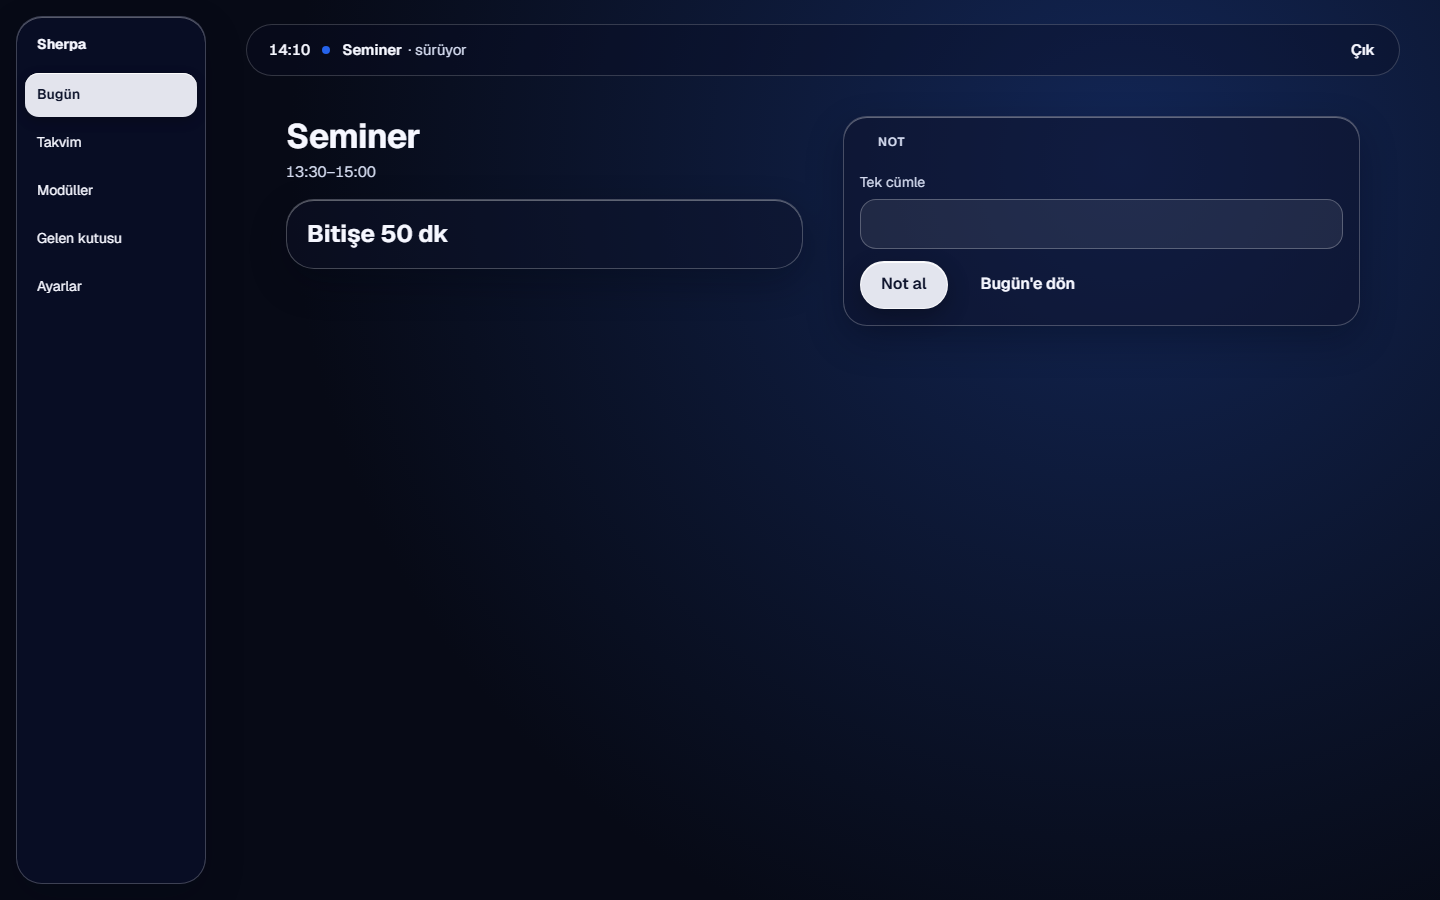 Sherpa
Bugün
Takvim
Modüller
Gelen kutusu
Ayarlar
14:10 Seminer · sürüyor
Çık
Seminer
13:30–15:00
Bitişe 50 dk
NOT
Tek cümle
Not al
Bugün'e dön